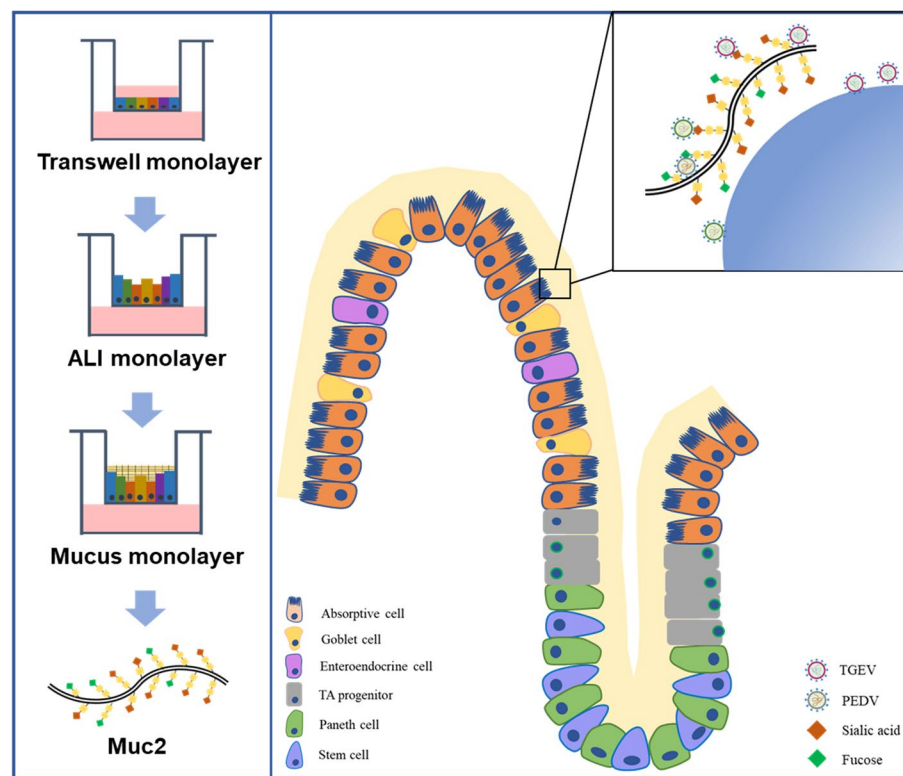 Transwell monolayer
ALI monolayer
Mucus monolayer
Muc2
Absorptive cell
Goblet cell
Enteroendocrine cell
TA progenitor
Paneth cell
Stem cell
TGEV
PEDV
Sialic acid
Fucose